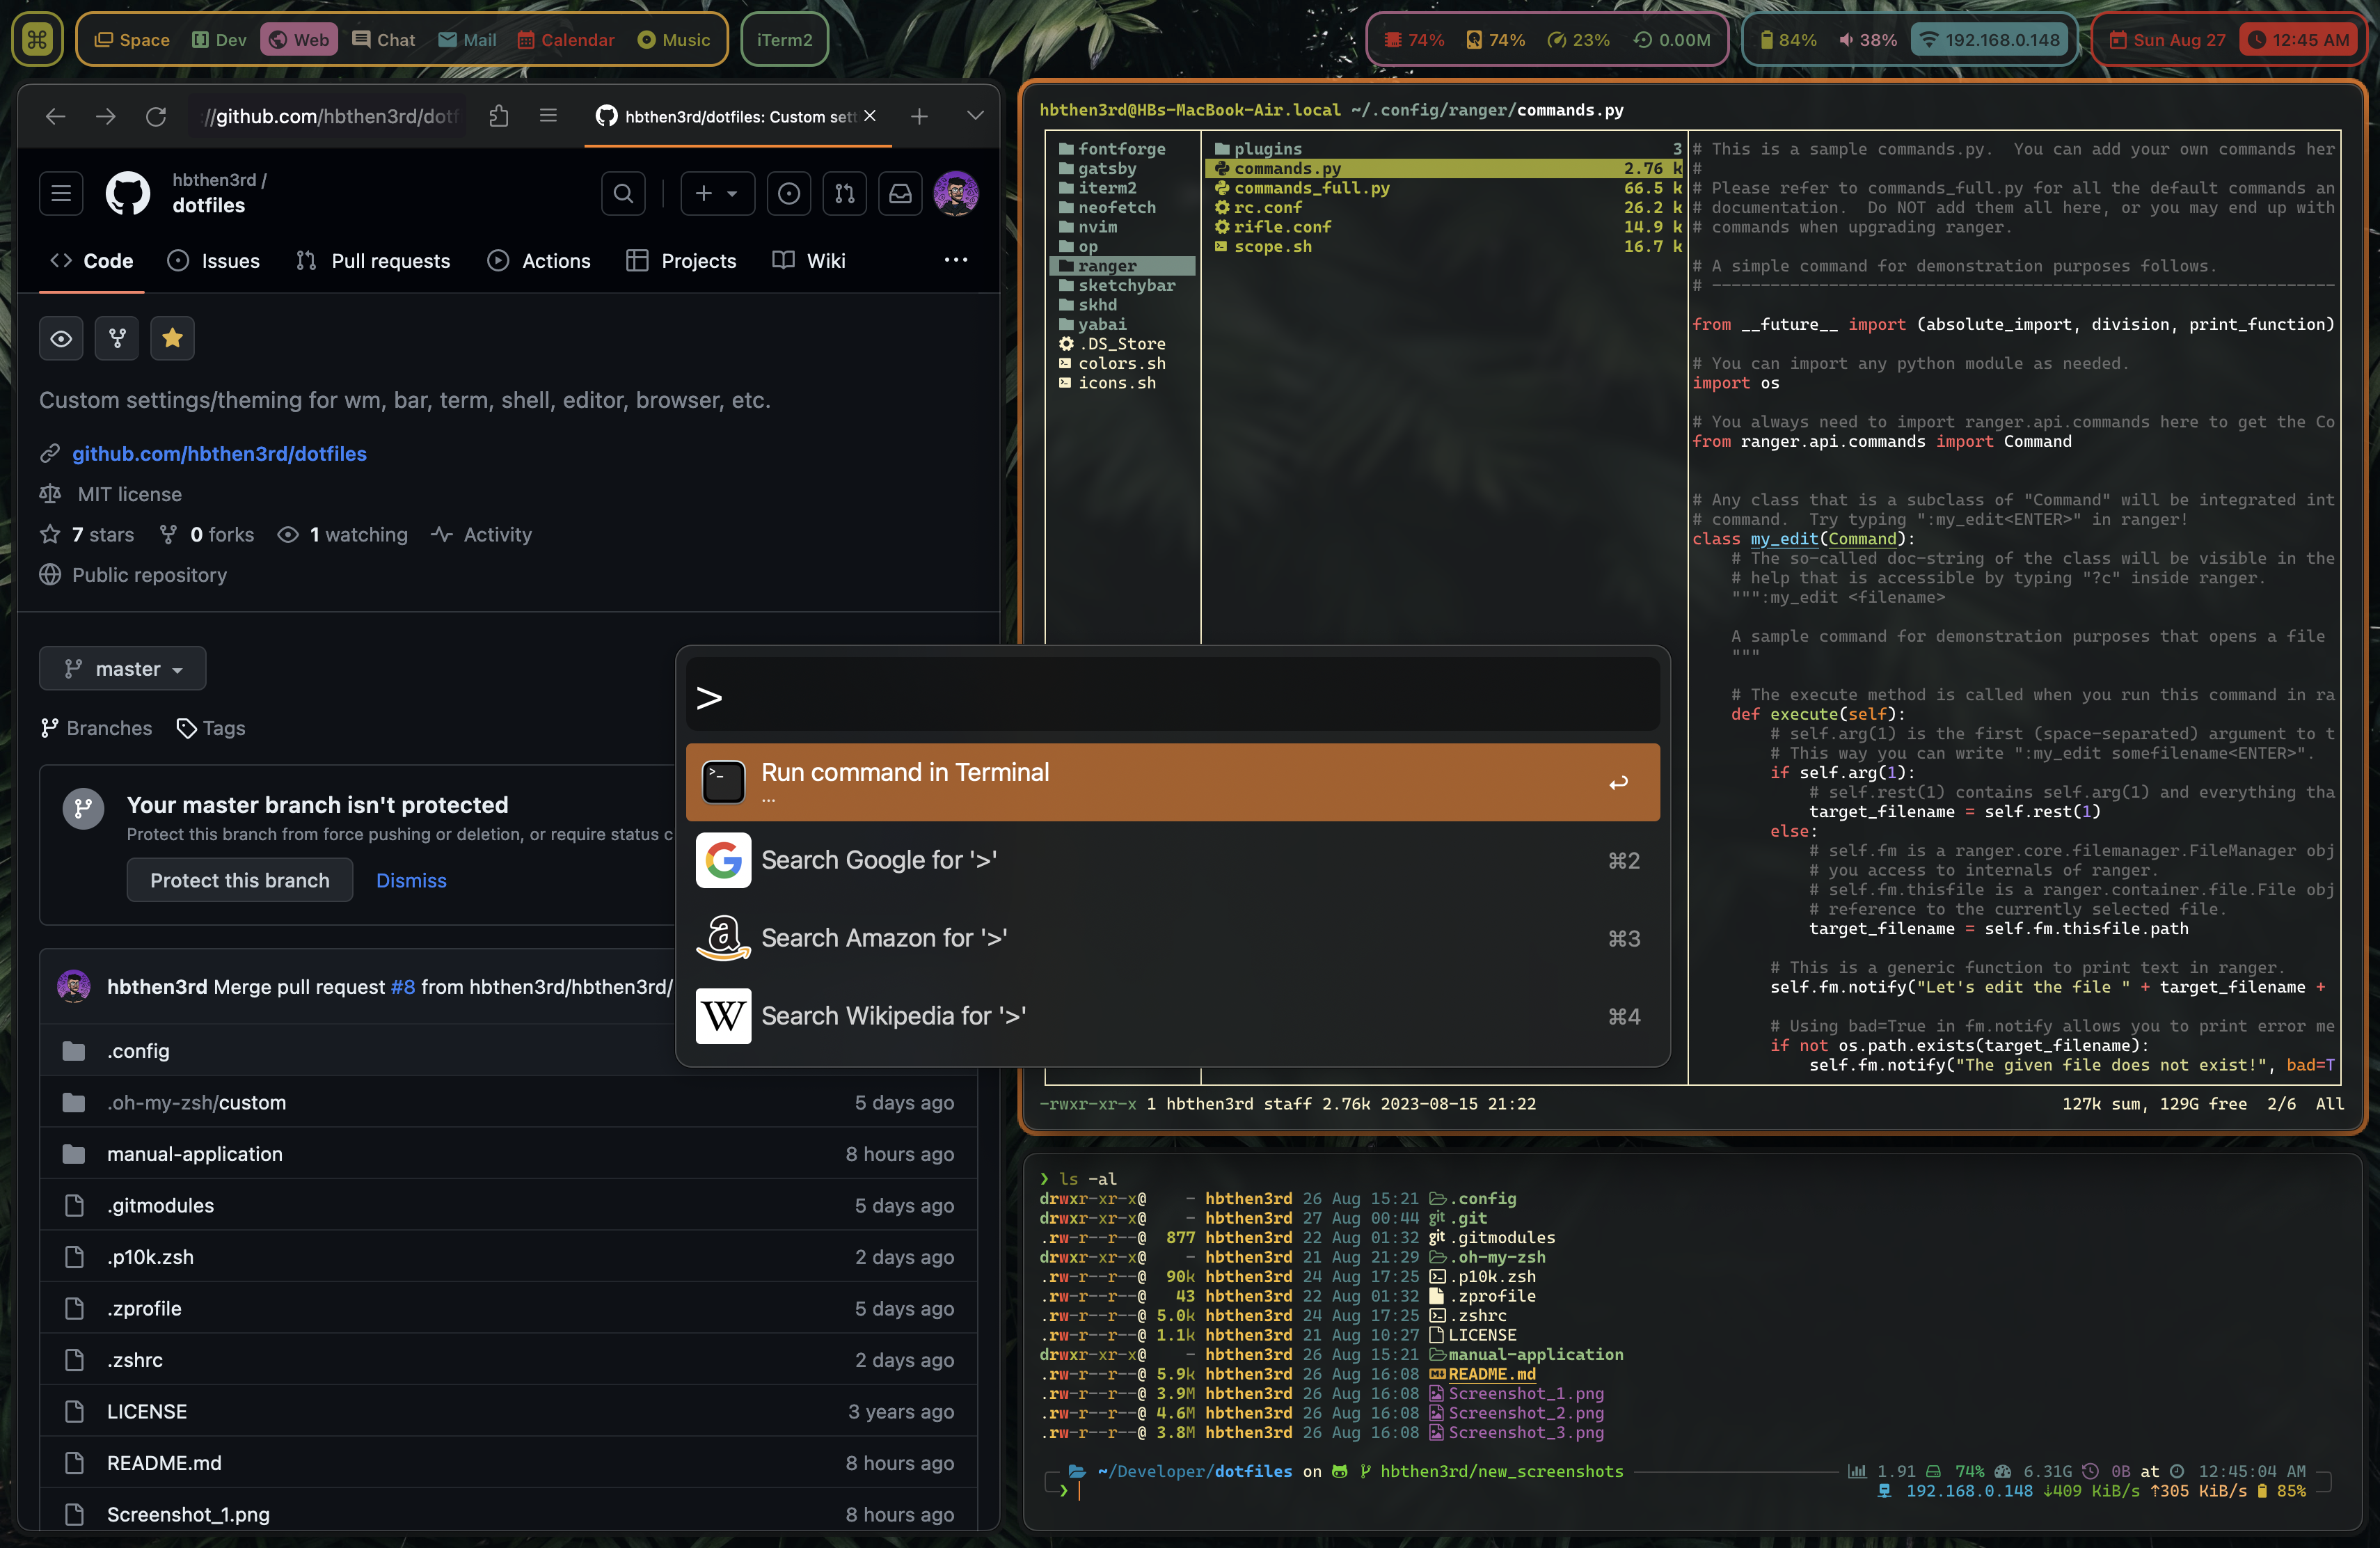 Space Dev Web Chat Mail Calendar Music iTerm2 74% 74% 23% 0.00M 84% 38% 192.168.0.148 Sun Aug 27 12:45 AM
://github.com/hbthen3rd/dotf hbthen3rd/dotfiles: Custom sett
hbthen3rd /
dotfiles
Code Issues Pull requests Actions Projects Wiki
Custom settings/theming for wm, bar, term, shell, editor, browser, etc.
github.com/hbthen3rd/dotfiles
MIT license
7 stars 0 forks 1 watching Activity
Public repository
master
Branches Tags
Your master branch isn't protected
Protect this branch from force pushing or deletion, or require status c
Protect this branch Dismiss
hbthen3rd Merge pull request #8 from hbthen3rd/hbthen3rd/
.config
.oh-my-zsh/custom 5 days ago
manual-application 8 hours ago
.gitmodules 5 days ago
.p10k.zsh 2 days ago
.zprofile 5 days ago
.zshrc 2 days ago
LICENSE 3 years ago
README.md 8 hours ago
Screenshot_1.png 8 hours ago
>
Run command in Terminal
...
Search Google for '>' ⌘2
Search Amazon for '>' ⌘3
Search Wikipedia for '>' ⌘4
hbthen3rd@HBs-MacBook-Air.local ~/.config/ranger/commands.py
fontforge
gatsby
iterm2
neofetch
nvim
op
ranger
sketchybar
skhd
yabai
.DS_Store
colors.sh
icons.sh
plugins 3
commands.py 2.76 k
commands_full.py 66.5 k
rc.conf 26.2 k
rifle.conf 14.9 k
scope.sh 16.7 k
# This is a sample commands.py.  You can add your own commands her
#
# Please refer to commands_full.py for all the default commands an
# documentation.  Do NOT add them all here, or you may end up with
# commands when upgrading ranger.
# A simple command for demonstration purposes follows.
# ----------------------------------------------------------------
from __future__ import (absolute_import, division, print_function)
# You can import any python module as needed.
import os
# You always need to import ranger.api.commands here to get the Co
from ranger.api.commands import Command
# Any class that is a subclass of "Command" will be integrated int
# command.  Try typing ":my_edit<ENTER>" in ranger!
class my_edit(Command):
# The so-called doc-string of the class will be visible in the
# help that is accessible by typing "?c" inside ranger.
""":my_edit <filename>
A sample command for demonstration purposes that opens a file
"""
# The execute method is called when you run this command in ra
def execute(self):
# self.arg(1) is the first (space-separated) argument to t
# This way you can write ":my_edit somefilename<ENTER>".
if self.arg(1):
# self.rest(1) contains self.arg(1) and everything tha
target_filename = self.rest(1)
else:
# self.fm is a ranger.core.filemanager.FileManager obj
# you access to internals of ranger.
# self.fm.thisfile is a ranger.container.file.File obj
# reference to the currently selected file.
target_filename = self.fm.thisfile.path
# This is a generic function to print text in ranger.
self.fm.notify("Let's edit the file " + target_filename +
# Using bad=True in fm.notify allows you to print error me
if not os.path.exists(target_filename):
self.fm.notify("The given file does not exist!", bad=T
-rwxr-xr-x 1 hbthen3rd staff 2.76k 2023-08-15 21:22 127k sum, 129G free 2/6 All
❯ ls -al
drwxr-xr-x@ - hbthen3rd 26 Aug 15:21 .config
drwxr-xr-x@ - hbthen3rd 27 Aug 00:44 git .git
.rw-r--r--@ 877 hbthen3rd 22 Aug 01:32 git .gitmodules
drwxr-xr-x@ - hbthen3rd 21 Aug 21:29 .oh-my-zsh
.rw-r--r--@ 90k hbthen3rd 24 Aug 17:25 .p10k.zsh
.rw-r--r--@ 43 hbthen3rd 22 Aug 01:32 .zprofile
.rw-r--r--@ 5.0k hbthen3rd 24 Aug 17:25 .zshrc
.rw-r--r--@ 1.1k hbthen3rd 21 Aug 10:27 LICENSE
drwxr-xr-x@ - hbthen3rd 26 Aug 15:21 manual-application
.rw-r--r--@ 5.9k hbthen3rd 26 Aug 16:08 README.md
.rw-r--r--@ 3.9M hbthen3rd 26 Aug 16:08 Screenshot_1.png
.rw-r--r--@ 4.6M hbthen3rd 26 Aug 16:08 Screenshot_2.png
.rw-r--r--@ 3.8M hbthen3rd 26 Aug 16:08 Screenshot_3.png
~/Developer/dotfiles on hbthen3rd/new_screenshots 1.91 74% 6.31G 0B at 12:45:04 AM
❯ 192.168.0.148 ↓409 KiB/s ↑305 KiB/s 85%